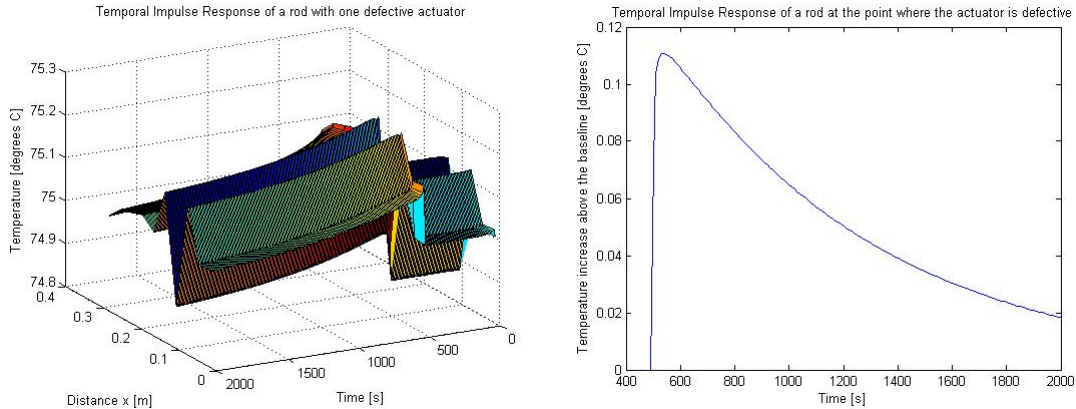 Temporal Impulse Response of a rod with one defective actuator
75.3
75.2
75.1
75
74.9
74.8
Temperature [degrees C]
0.4
0.3
0.2
0.1
0
Distance x [m]
2000
1500
1000
500
0
Time [s]
Temporal Impulse Response of a rod at the point where the actuator is defective
0.12
0.1
0.08
0.06
0.04
0.02
0
Temperature increase above the baseline [degrees C]
400 600 800 1000 1200 1400 1600 1800 2000
Time [s]